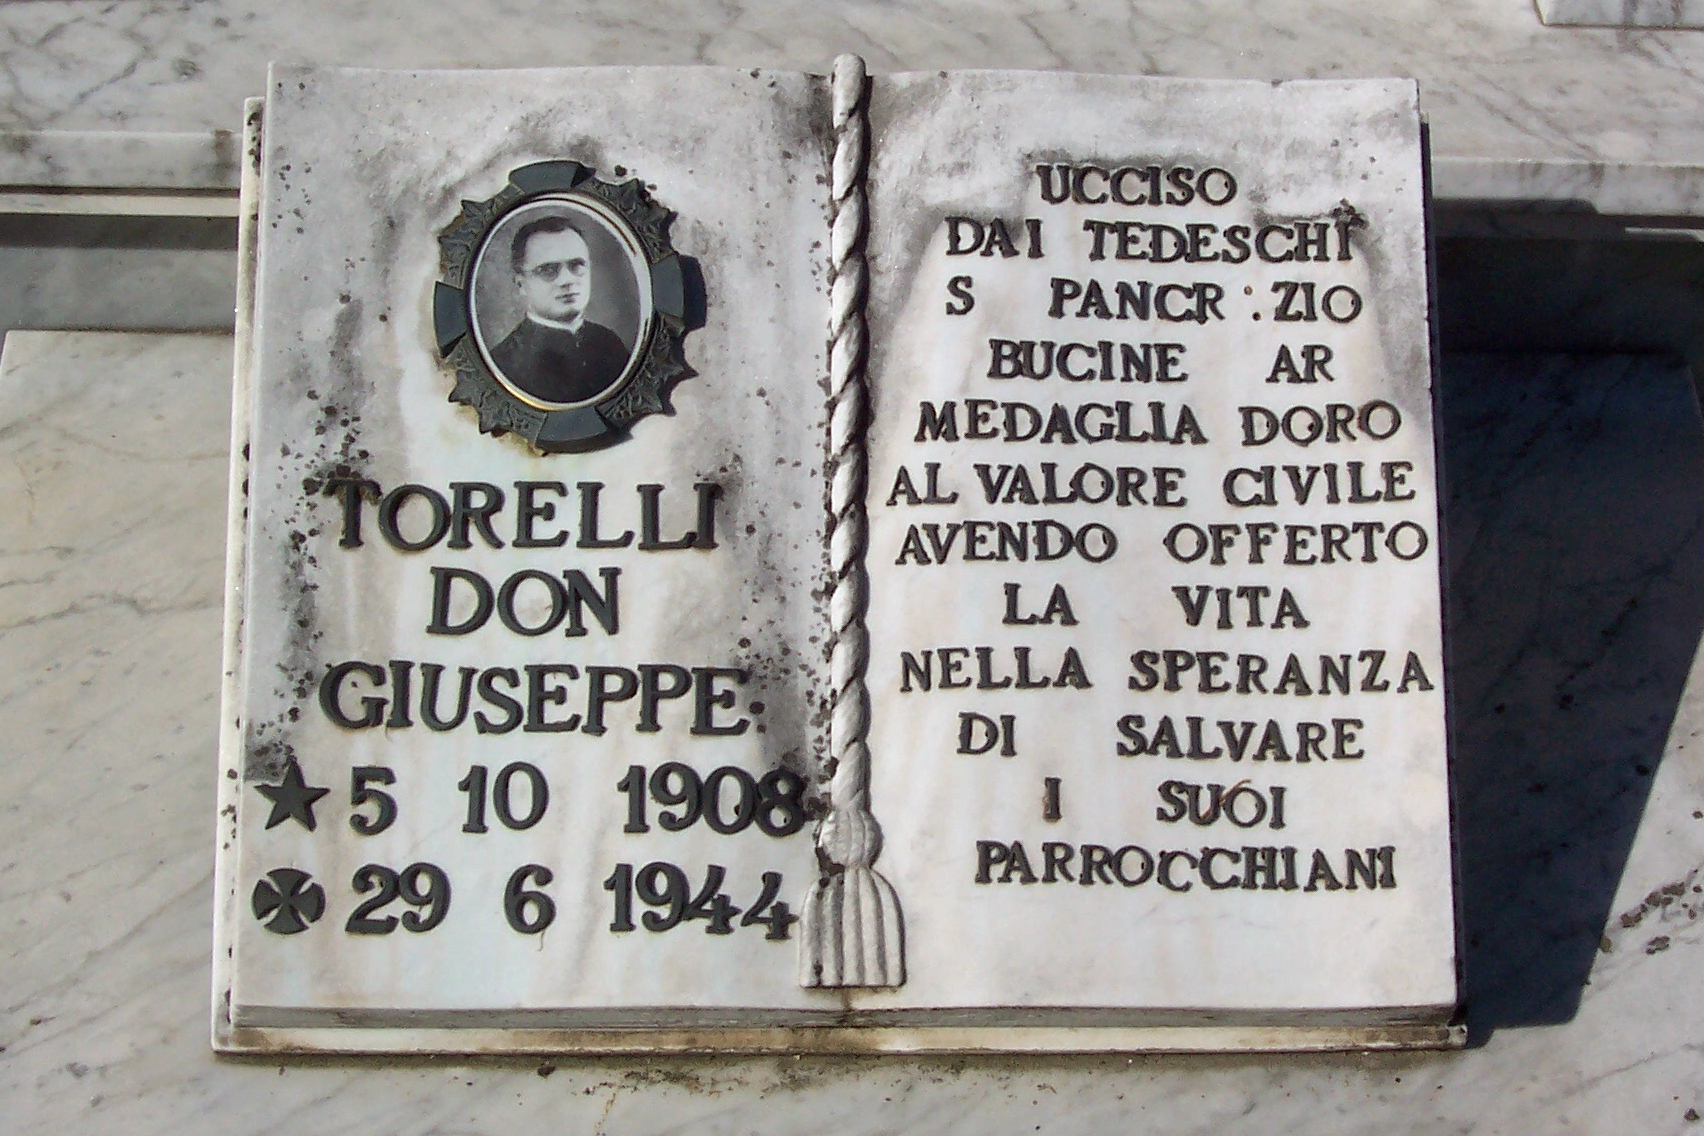 TORELLI
DON
GIUSEPPE
5 10 1908
29 6 1944
UCCISO
DAI TEDESCHI
S PANCR . ZIO
BUCINE AR
MEDAGLIA DORO
AL VALORE CIVILE
AVENDO OFFERTO
LA VITA
NELLA SPERANZA
DI SALVARE
I SUOI
PARROCCHIANI